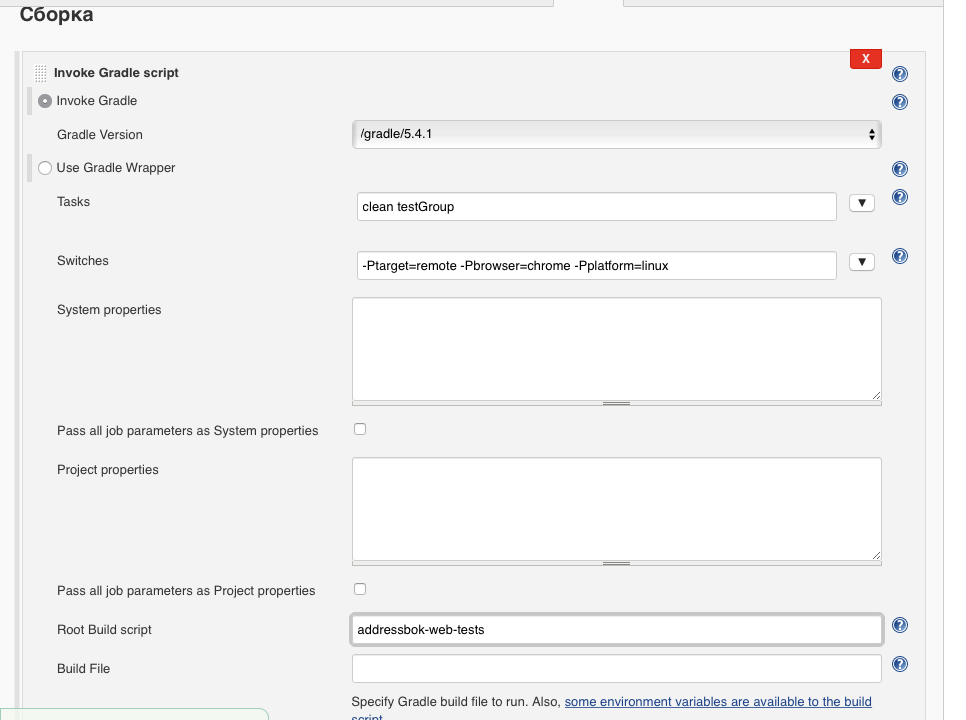 Сборка
X
Invoke Gradle script
?
Invoke Gradle
?
Gradle Version
/gradle/5.4.1
Use Gradle Wrapper
?
Tasks
clean testGroup
▼
?
Switches
-Ptarget=remote -Pbrowser=chrome -Pplatform=linux
▼
?
System properties
Pass all job parameters as System properties
Project properties
Pass all job parameters as Project properties
Root Build script
addressbok-web-tests
?
Build File
?
Specify Gradle build file to run. Also, some environment variables are available to the build
script